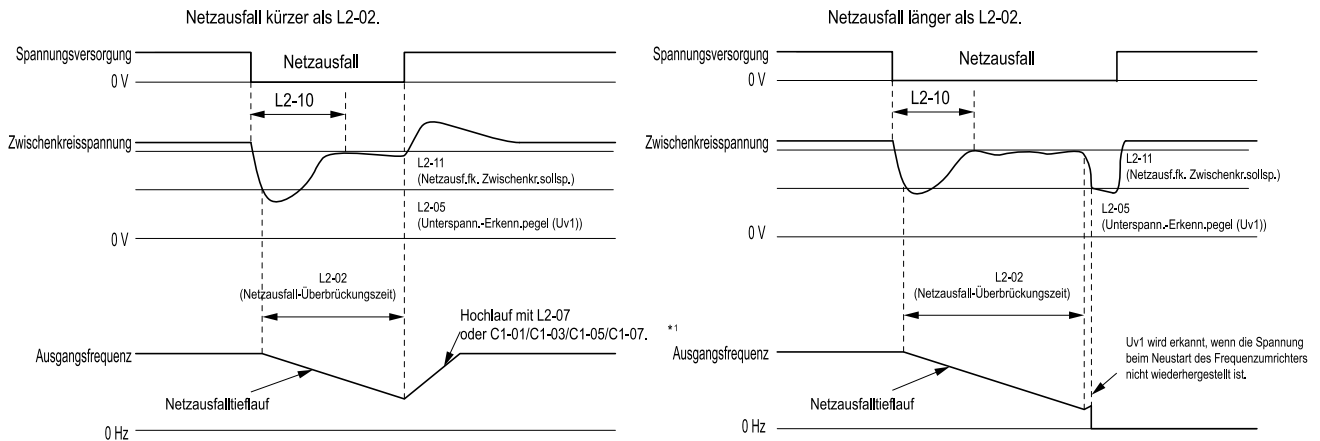 Netzausfall kürzer als L2-02.
Spannungsversorgung
Netzausfall
0 V
L2-10
Zwischenkreisspannung
L2-11
(Netzausf.fk. Zwischenkr.sollsp.)
L2-05
(Unterspann.-Erkenn.pegel (Uv1))
0 V
L2-02
(Netzausfall-Überbrückungszeit)
Hochlauf mit L2-07
oder C1-01/C1-03/C1-05/C1-07. *1
Ausgangsfrequenz
Netzausfalltieflauf
0 Hz
Netzausfall länger als L2-02.
Spannungsversorgung
Netzausfall
0 V
L2-10
Zwischenkreisspannung
L2-11
(Netzausf.fk. Zwischenkr.sollsp.)
L2-05
(Unterspann.-Erkenn.pegel (Uv1))
0 V
L2-02
(Netzausfall-Überbrückungszeit)
Ausgangsfrequenz
Uv1 wird erkannt, wenn die Spannung
beim Neustart des Frequenzumrichters
nicht wiederhergestellt ist.
Netzausfalltieflauf
0 Hz